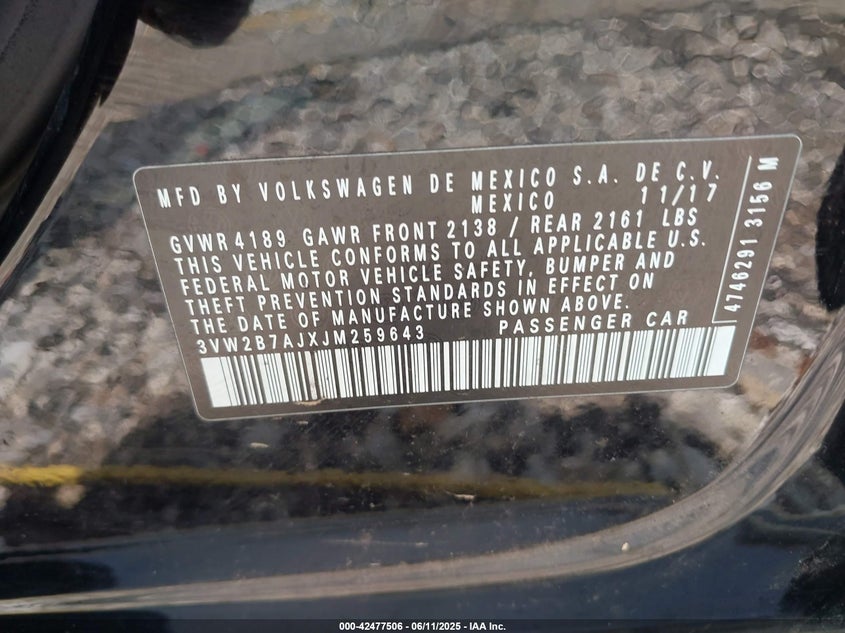 MFD BY VOLKSWAGEN DE MEXICO S.A. DE C.V.
MEXICO 11/17
GVWR 4189 GAWR FRONT 2138 / REAR 2161 LBS
THIS VEHICLE CONFORMS TO ALL APPLICABLE U.S.
FEDERAL MOTOR VEHICLE SAFETY, BUMPER AND
THEFT PREVENTION STANDARDS IN EFFECT ON
THE DATE OF MANUFACTURE SHOWN ABOVE.
3VW2B7AJXJM259643 PASSENGER CAR
4746291 3156 M
000-42477506 - 06/11/2025 - IAA Inc.